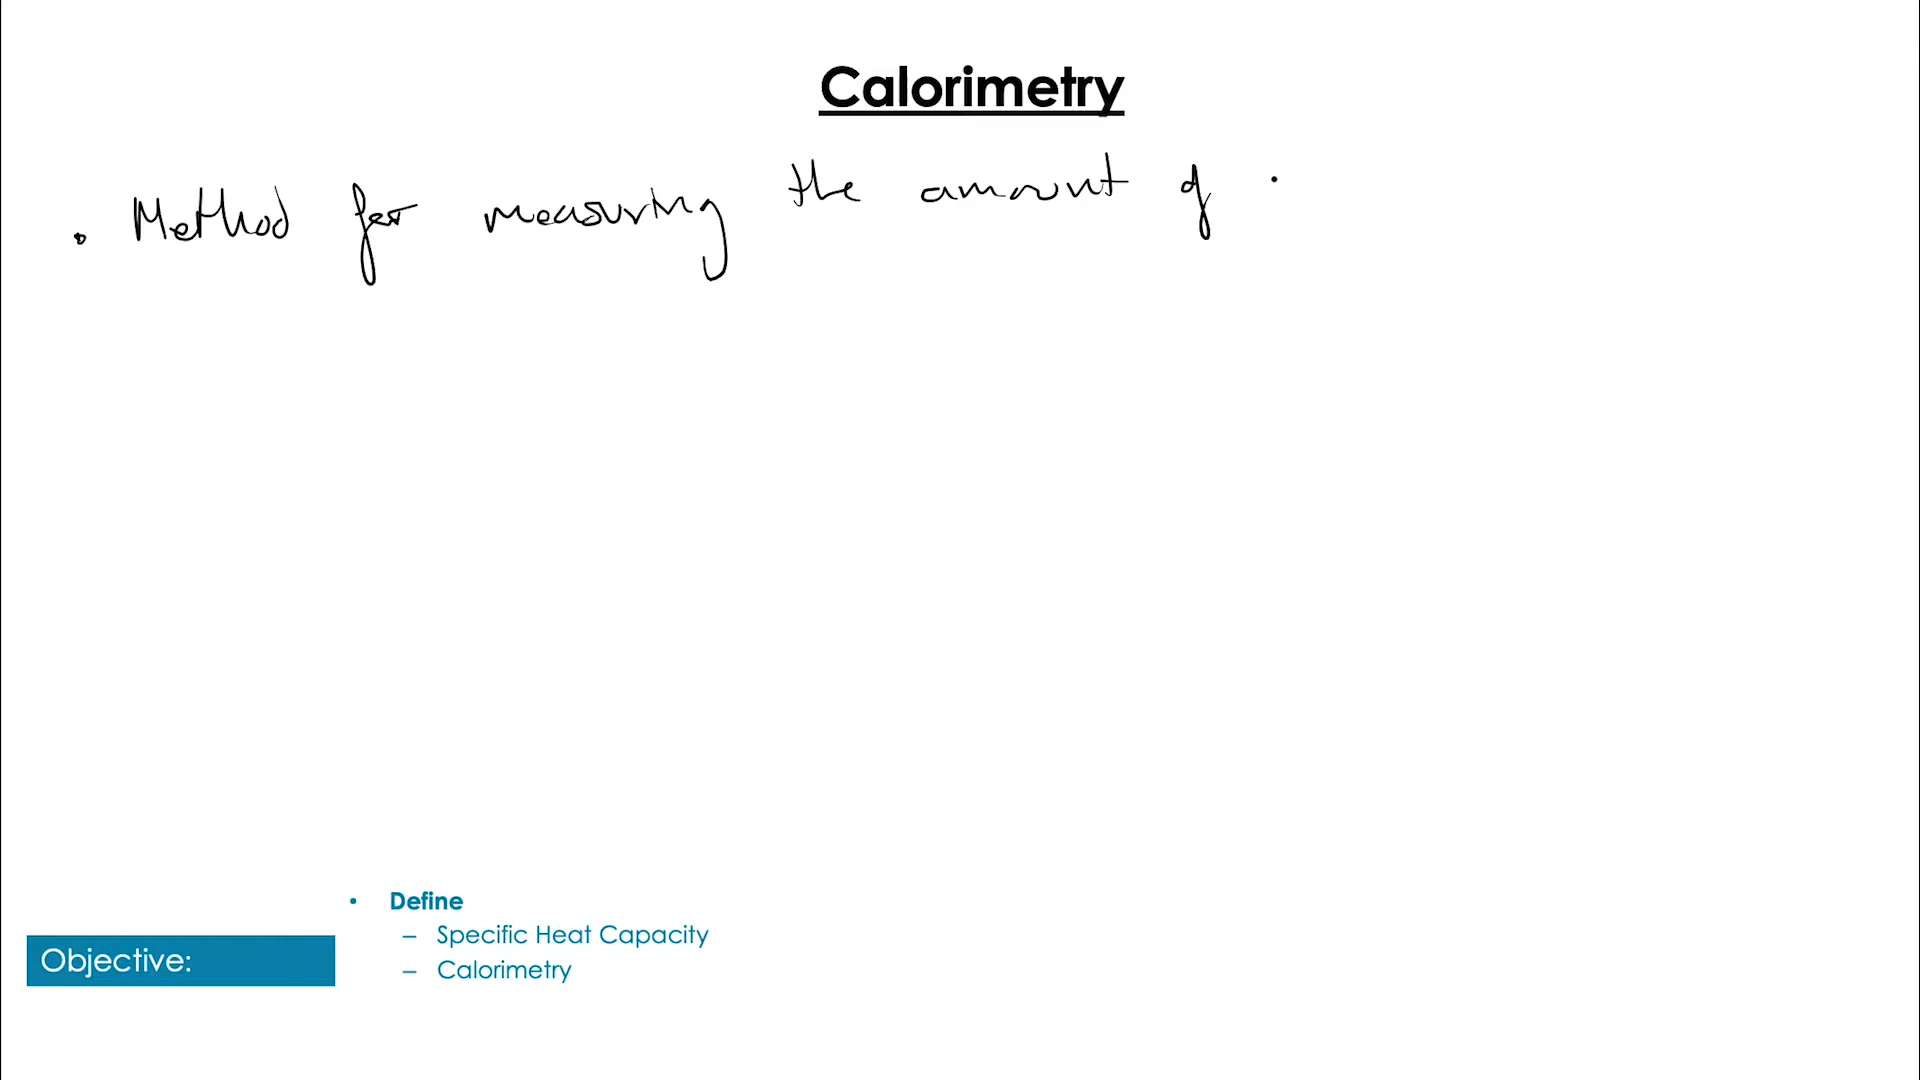 Calorimetry
• Method for measuring the amount of
• Define
– Specific Heat Capacity
Objective:
– Calorimetry